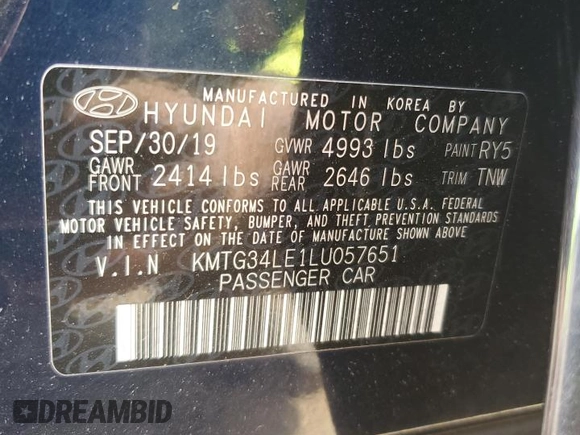 MANUFACTURED IN KOREA BY
HYUNDAI MOTOR COMPANY
SEP/30/19 GVWR 4993 lbs PAINT RY5
GAWR FRONT 2414 lbs GAWR REAR 2646 lbs TRIM TNW
THIS VEHICLE CONFORMS TO ALL APPLICABLE U.S.A. FEDERAL
MOTOR VEHICLE SAFETY, BUMPER, AND THEFT PREVENTION STANDARDS
IN EFFECT ON THE DATE OF MANUFACTURE SHOWN ABOVE.
V.I.N KMTG34LE1LU057651
PASSENGER CAR
DREAMBID